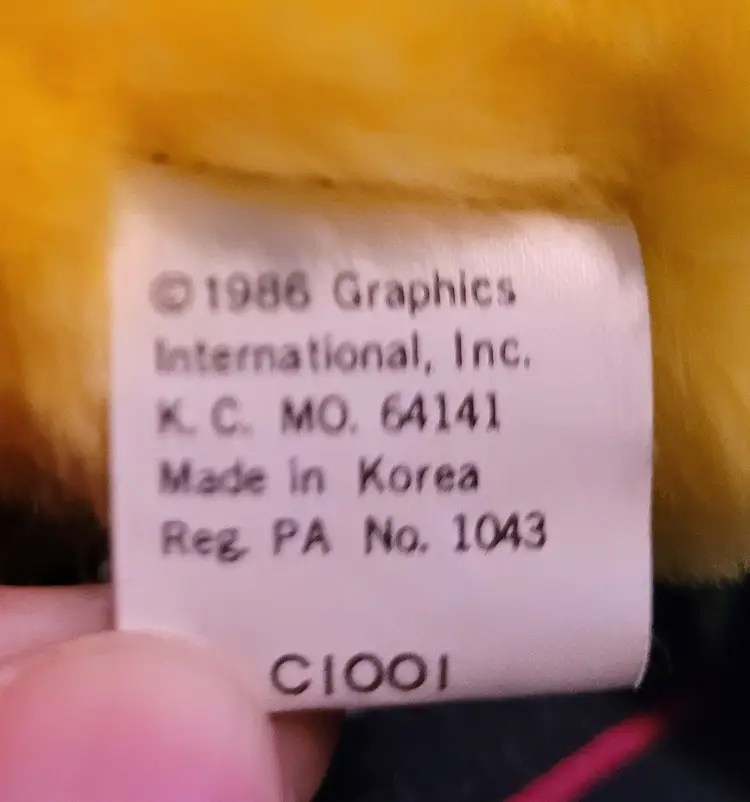 ©1986 Graphics
International, Inc.
K. C. MO. 64141
Made in Korea
Reg. PA No. 1043
C1001